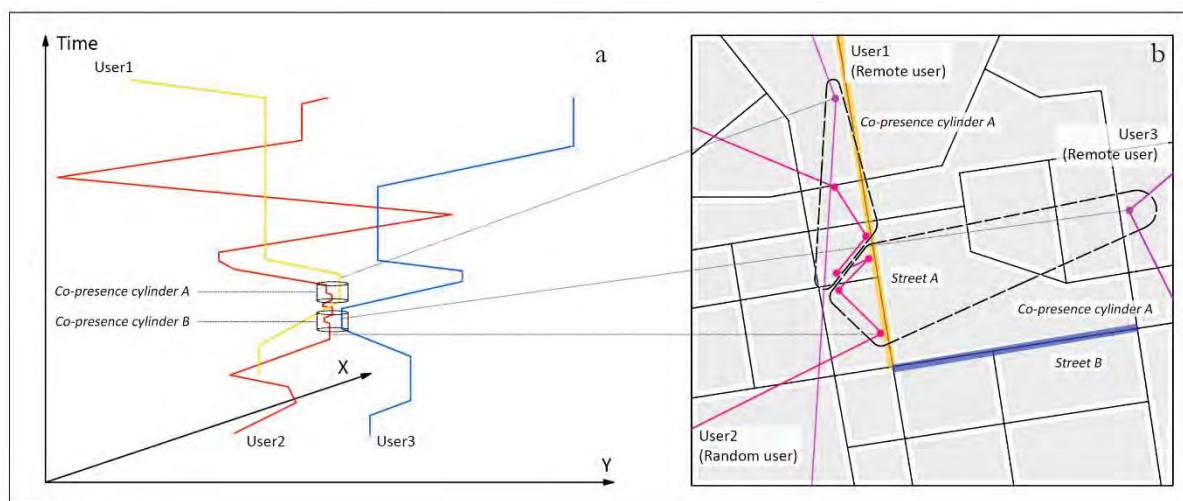 Time
a
User1
Co-presence cylinder A
Co-presence cylinder B
X
User2
User3
Y
b
User1
(Remote user)
Co-presence cylinder A
User3
(Remote user)
Street A
Co-presence cylinder A
Street B
User2
(Random user)